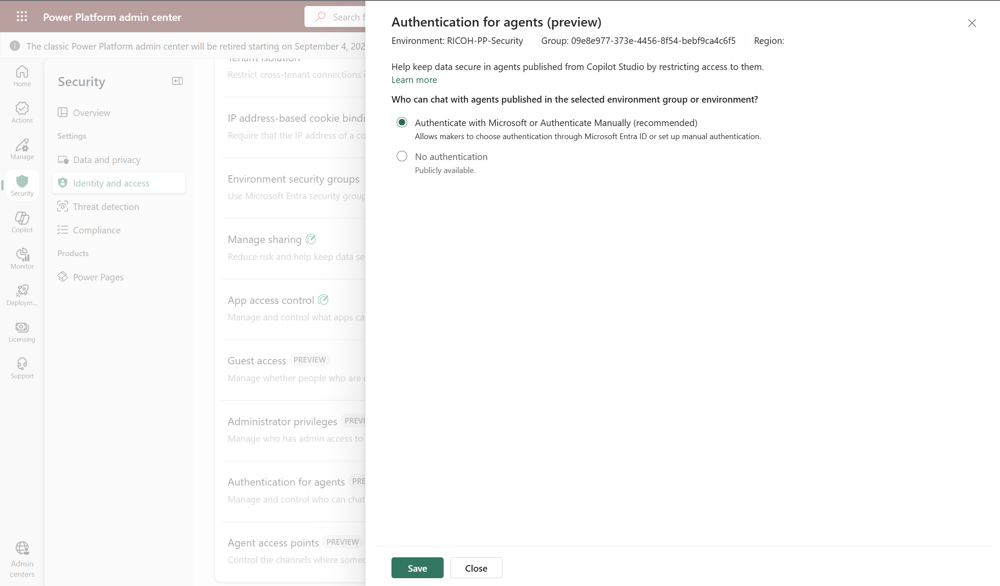 Power Platform admin center
Search f
The classic Power Platform admin center will be retired starting on September 4, 202
Home
Actions
Manage
Security
Copilot
Monitor
Deploym...
Licensing
Support
Admin
centers
Security
Overview
Settings
Data and privacy
Identity and access
Threat detection
Compliance
Products
Power Pages
Tenant isolation
Restrict cross-tenant connections i
IP address-based cookie bindi
Require that the IP address of a co
Environment security groups
Use Microsoft Entra security group
Manage sharing
Reduce risk and help keep data se
App access control
Manage and control what apps ca
Guest access PREVIEW
Manage whether people who are
Administrator privileges PREVI
Manage who has admin access to
Authentication for agents PRE
Manage and control who can chat
Agent access points PREVIEW
Control the channels where someo
Authentication for agents (preview)
Environment: RICOH-PP-Security Group: 09e8e977-373e-4456-8f54-bebf9ca4c6f5 Region:
Help keep data secure in agents published from Copilot Studio by restricting access to them.
Learn more
Who can chat with agents published in the selected environment group or environment?
Authenticate with Microsoft or Authenticate Manually (recommended)
Allows makers to choose authentication through Microsoft Entra ID or set up manual authentication.
No authentication
Publicly available.
Save
Close